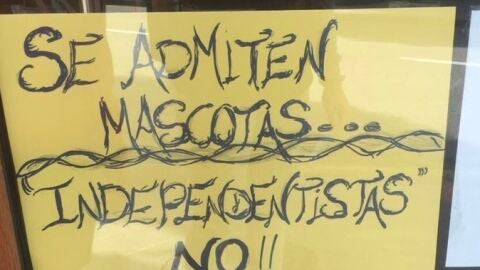 SE ADMITEN
MASCOTAS....
INDEPENDENTISTAS'''
NO!!